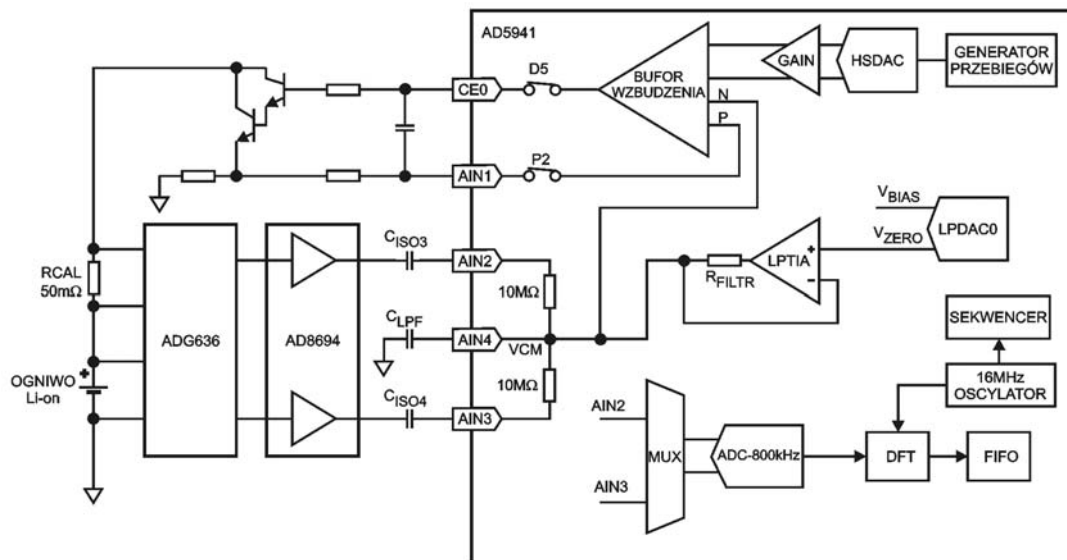 AD5941
CE0
D5
BUFOR
WZBUDZENIA
N
P
GAIN
HSDAC
GENERATOR
PRZEBIEGÓW
AIN1
P2
RCAL
50mΩ
OGNIWO
Li-on
+
ADG636
AD8694
CISO3
CLPF
CISO4
AIN2
10MΩ
AIN4
VCM
10MΩ
AIN3
RFILTR
LPTIA
+
−
VBIAS
VZERO
LPDAC0
SEKWENCER
16MHz
OSCYLATOR
AIN2
AIN3
MUX
ADC-800kHz
DFT
FIFO